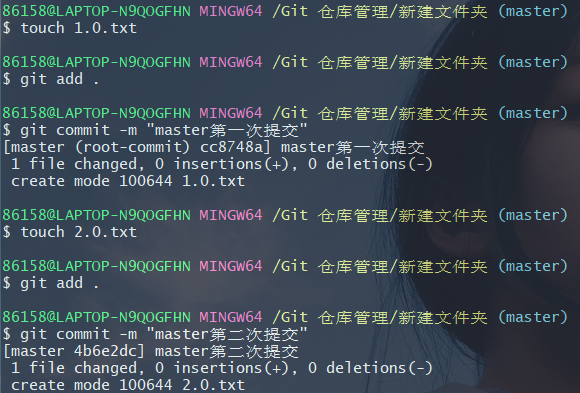 86158@LAPTOP-N9QOGFHN MINGW64 /Git 仓库管理/新建文件夹 (master)
$ touch 1.0.txt
86158@LAPTOP-N9QOGFHN MINGW64 /Git 仓库管理/新建文件夹 (master)
$ git add .
86158@LAPTOP-N9QOGFHN MINGW64 /Git 仓库管理/新建文件夹 (master)
$ git commit -m "master第一次提交"
[master (root-commit) cc8748a] master第一次提交
 1 file changed, 0 insertions(+), 0 deletions(-)
 create mode 100644 1.0.txt
86158@LAPTOP-N9QOGFHN MINGW64 /Git 仓库管理/新建文件夹 (master)
$ touch 2.0.txt
86158@LAPTOP-N9QOGFHN MINGW64 /Git 仓库管理/新建文件夹 (master)
$ git add .
86158@LAPTOP-N9QOGFHN MINGW64 /Git 仓库管理/新建文件夹 (master)
$ git commit -m "master第二次提交"
[master 4b6e2dc] master第二次提交
 1 file changed, 0 insertions(+), 0 deletions(-)
 create mode 100644 2.0.txt